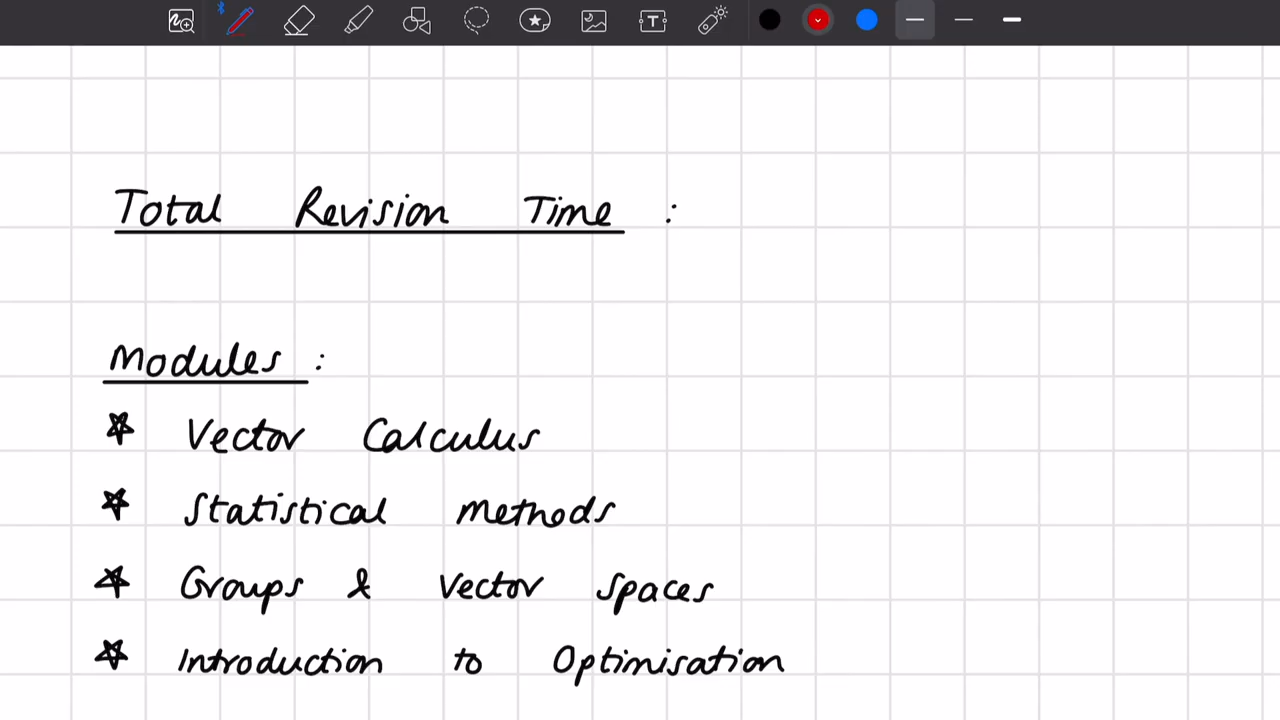 Total Revision Time :
Modules :
☆ Vector Calculus
☆ Statistical methods
☆ Groups & Vector spaces
☆ Introduction to Optimisation